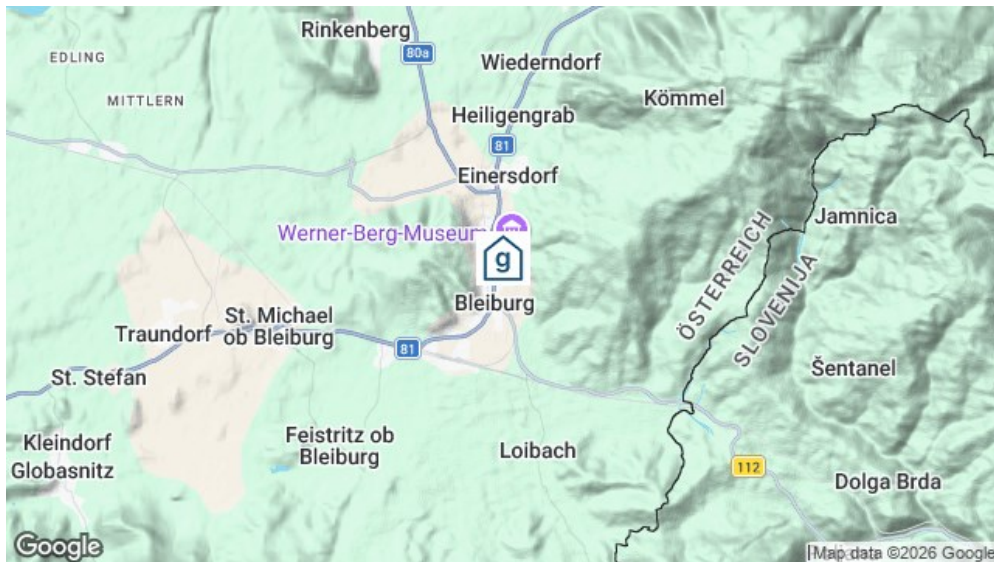 Rinkenberg
80a
EDLING
Wiederndorf
MITTLERN
Kömmel
Heiligengrab
81
Einersdorf
Jamnica
Werner-Berg-Museum
ÖSTERREICH
SLOVENIJA
g
Bleiburg
St. Michael
ob Bleiburg
Traundorf
81
St. Stefan
Šentanel
Feistritz ob
Bleiburg
Kleindorf
Globasnitz
Loibach
112
Dolga Brda
Google
Map data ©2026 Google